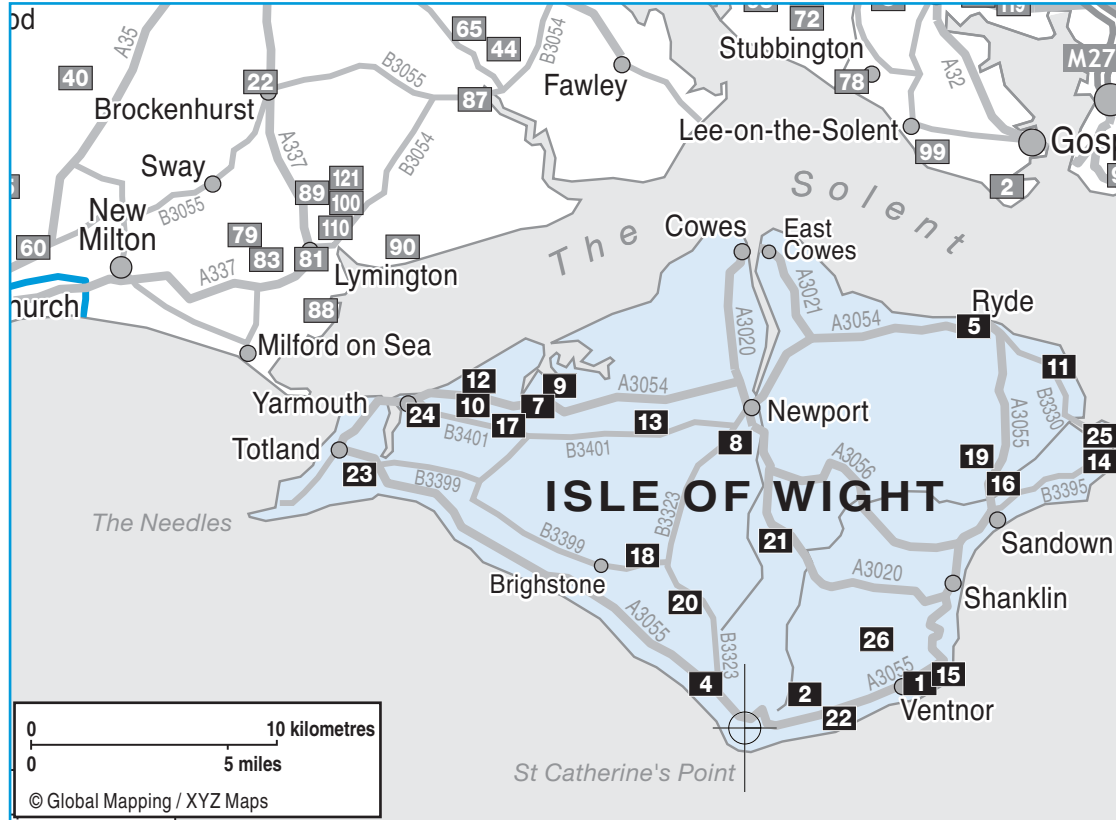 od
A35
65
44
B3054
72
119
Stubbington
M27
40
22
B3055
Fawley
78
A32
Brockenhurst
87
Lee-on-the-Solent
Gosp
A337
B3054
99
Sway
89
121
100
2
B3055
New
Milton
79
110
60
83
81
90
Lymington
The Solent
Cowes
East
Cowes
A337
hurch
88
A3020
A3021
Ryde
A3054
5
Milford on Sea
11
12
9
A3054
Yarmouth
24
10
7
17
13
Newport
B3330
B3401
B3401
8
A3055
25
Totland
23
B3399
A3056
19
14
16
B3395
ISLE OF WIGHT
The Needles
B3323
B3399
18
21
Sandown
Brighstone
A3020
Shanklin
20
A3055
B3323
26
4
2
A3055
1
15
22
Ventnor
St Catherine's Point
0
10 kilometres
0
5 miles
© Global Mapping / XYZ Maps